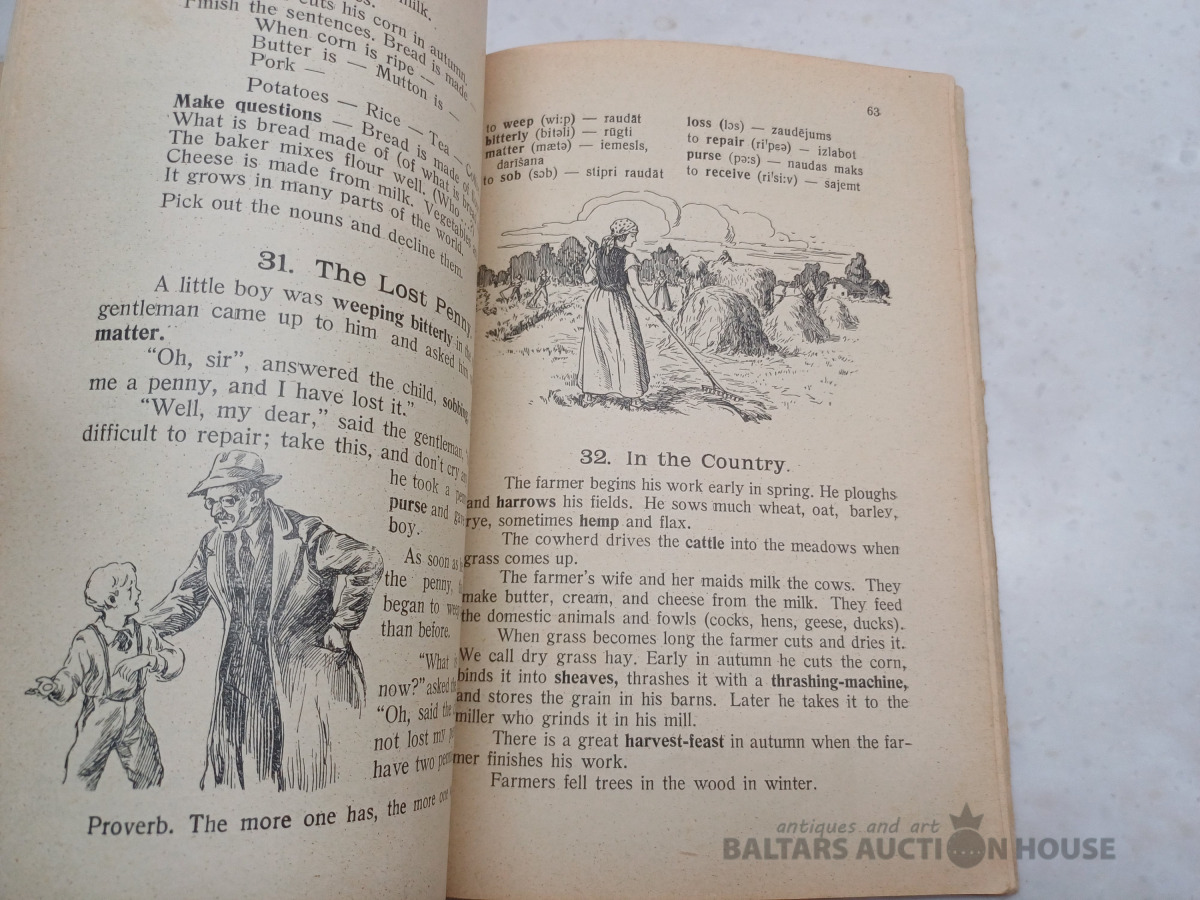 milk.
cuts his corn in autumn.
Finish the sentences. Bread is made —
When corn is ripe —
Butter is — Mutton is —
Pork —
Potatoes — Rice — Tea —
Make questions — Bread is made of
What is bread made of (of what is bread
The baker mixes flour well. (Who
Cheese is made from milk. Vegetables
It grows in many parts of the world.
Pick out the nouns and decline them.
31. The Lost Penny
A little boy was weeping bitterly in the
gentleman came up to him and asked him
matter.
“Oh, sir”, answered the child, sobbing
me a penny, and I have lost it.”
“Well, my dear,” said the gentleman,
difficult to repair; take this, and don't cry
he took a
purse and gave
boy.
As soon as
the penny,
began to weep
than before.
“What
now?” asked the
“Oh, said the
not lost my
have two
Proverb. The more one has, the more one
63
to weep (wi:p) — raudāt
bitterly (bitəli) — rūgti
matter (mætə) — iemesls,
darīšana
to sob (sɔb) — stipri raudāt
loss (lɔs) — zaudējums
to repair (ri'pɛə) — izlabot
purse (pə:s) — naudas maks
to receive (ri'si:v) — saņemt
32. In the Country.
The farmer begins his work early in spring. He ploughs
and harrows his fields. He sows much wheat, oat, barley,
rye, sometimes hemp and flax.
The cowherd drives the cattle into the meadows when
grass comes up.
The farmer's wife and her maids milk the cows. They
make butter, cream, and cheese from the milk. They feed
the domestic animals and fowls (cocks, hens, geese, ducks).
When grass becomes long the farmer cuts and dries it.
We call dry grass hay. Early in autumn he cuts the corn,
binds it into sheaves, thrashes it with a thrashing-machine,
and stores the grain in his barns. Later he takes it to the
miller who grinds it in his mill.
There is a great harvest-feast in autumn when the far-
mer finishes his work.
Farmers fell trees in the wood in winter.
antiques and art
BALTARS AUCTION HOUSE